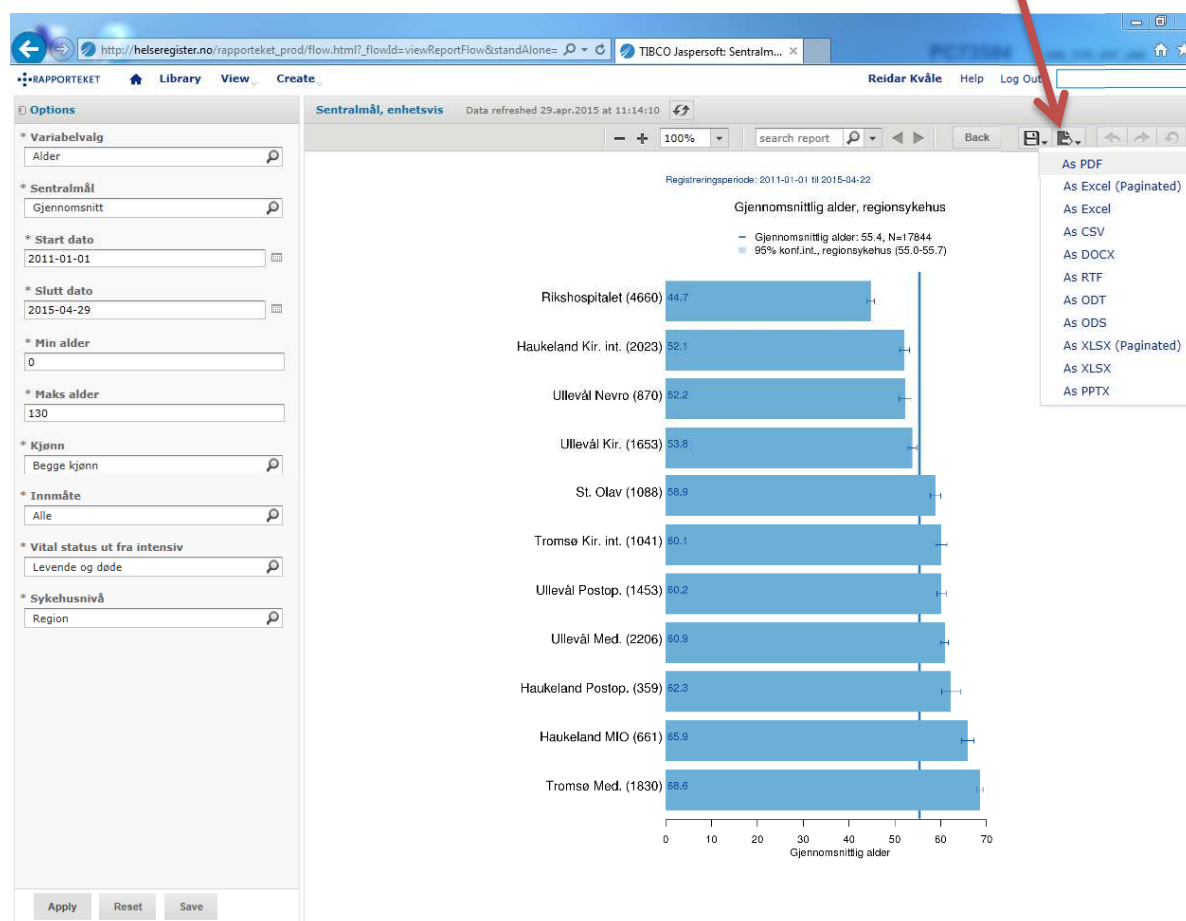 http://helseregister.no/rapporteket_prod/flow.html?_flowId=viewReportFlow&standAlone=
TIBCO Jaspersoft: Sentralm...
RAPPORTEKET Library View Create Reidar Kvåle Help Log Out
Options
Sentralmål, enhetsvis Data refreshed 29.apr.2015 at 11:14:10
100% search report Back
* Variabelvalg
Alder
* Sentralmål
Gjennomsnitt
* Start dato
2011-01-01
* Slutt dato
2015-04-29
* Min alder
0
* Maks alder
130
* Kjønn
Begge kjønn
* Innmåte
Alle
* Vital status ut fra intensiv
Levende og døde
* Sykehusnivå
Region
Apply Reset Save
As PDF
As Excel (Paginated)
As Excel
As CSV
As DOCX
As RTF
As ODT
As ODS
As XLSX (Paginated)
As XLSX
As PPTX
Registreringsperiode: 2011-01-01 til 2015-04-22
Gjennomsnittlig alder, regionsykehus
Gjennomsnittlig alder: 55.4, N=17844
95% konf.int., regionsykehus (55.0-55.7)
Rikshospitalet (4660) 44.7
Haukeland Kir. int. (2023) 52.1
Ullevål Nevro (870) 52.2
Ullevål Kir. (1653) 53.8
St. Olav (1088) 58.9
Tromsø Kir. int. (1041) 60.1
Ullevål Postop. (1453) 60.2
Ullevål Med. (2206) 60.9
Haukeland Postop. (359) 62.3
Haukeland MIO (661) 65.9
Tromsø Med. (1830) 68.6
0 10 20 30 40 50 60 70
Gjennomsnittlig alder